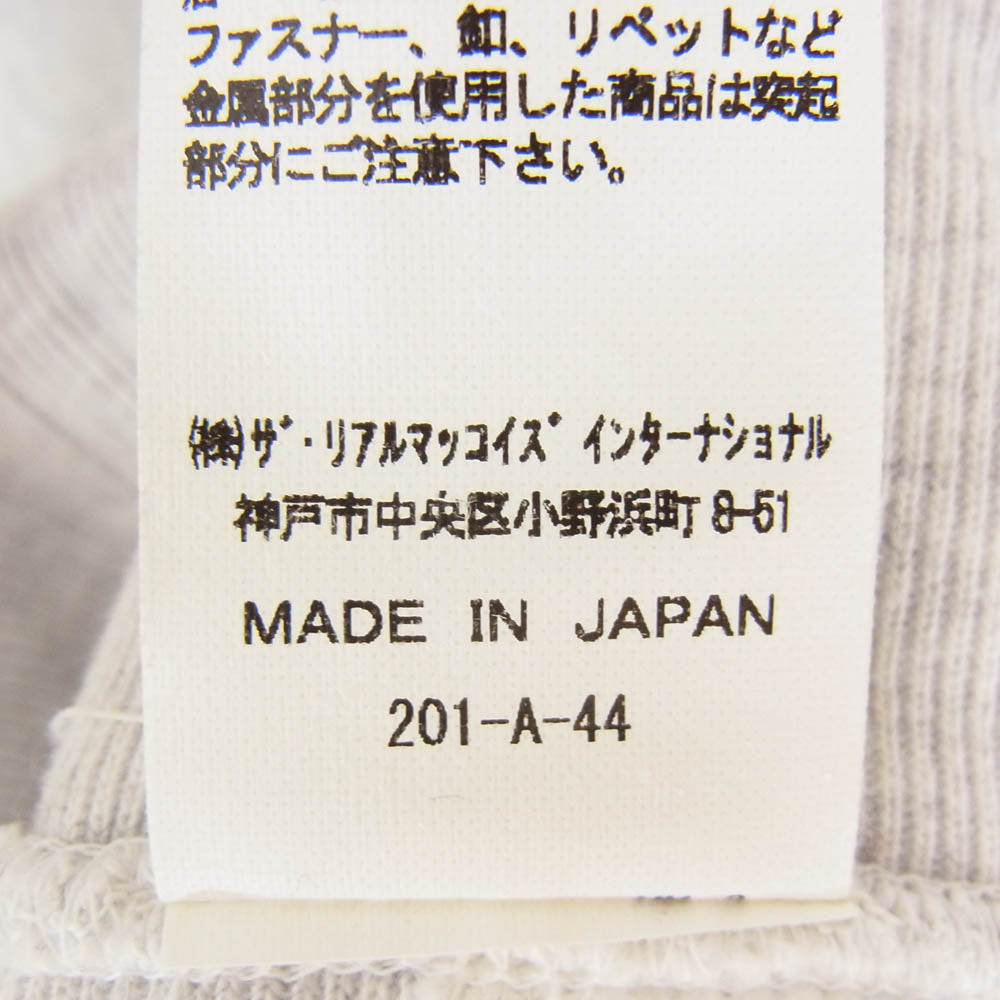 ファスナー、釦、リベットなど
金属部分を使用した商品は突起
部分にご注意下さい。
㈱ｻﾞ・リアルマッコイズ インターナショナル
神戸市中央区小野浜町 8-51
MADE IN JAPAN
201-A-44